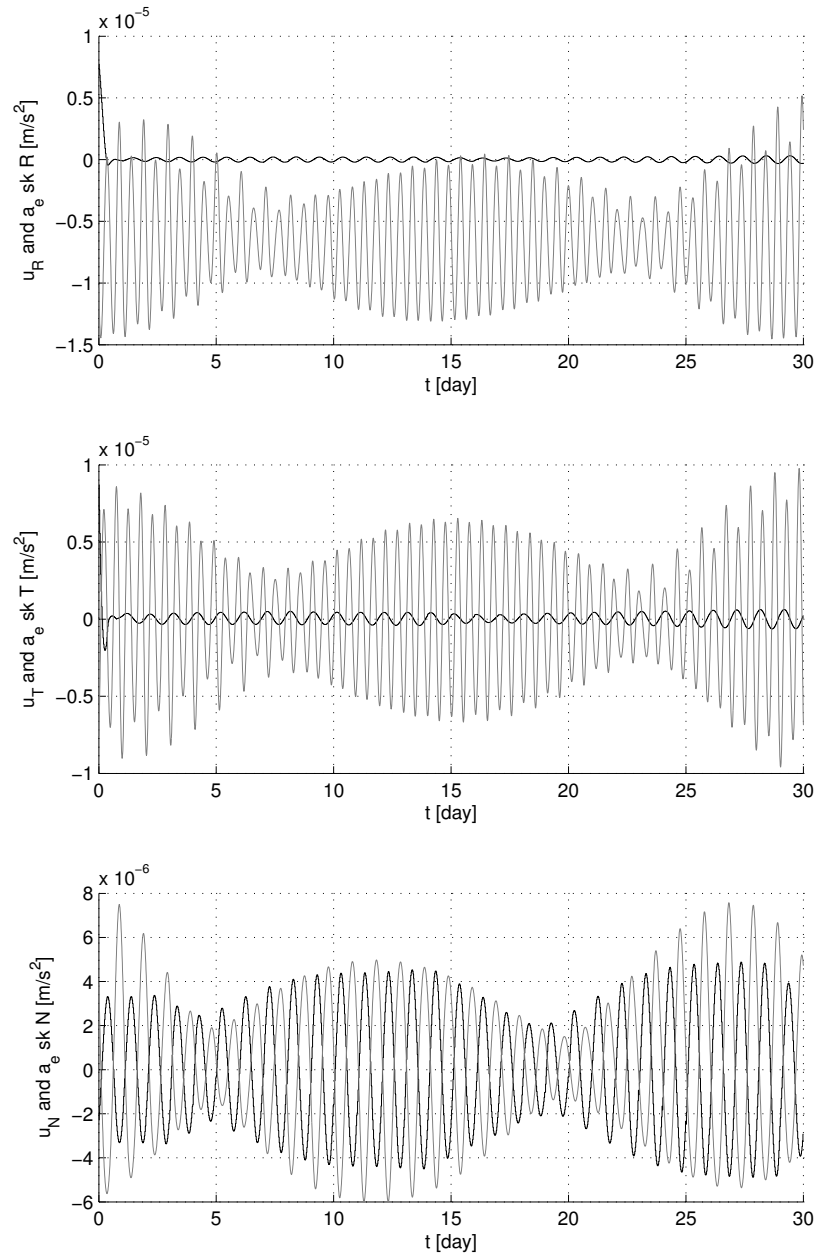 x 10⁻⁵
1
0.5
0
−0.5
−1
−1.5
u_R and a_e sk R [m/s²]
0 5 10 15 20 25 30
t [day]
x 10⁻⁵
1
0.5
0
−0.5
−1
u_T and a_e sk T [m/s²]
0 5 10 15 20 25 30
t [day]
x 10⁻⁶
8
6
4
2
0
−2
−4
−6
u_N and a_e sk N [m/s²]
0 5 10 15 20 25 30
t [day]